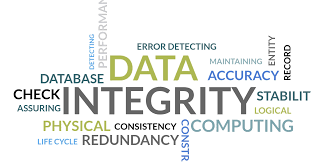 PERFORMAN
DETECTING
ERROR DETECTING
MAINTAINING
ENTITY
RECORD
DATA
DATABASE
ACCURACY
CHECK
INTEGRITY
STABILIT
ASSURING
LOGICAL
PHYSICAL
CONSISTENCY
CONSTR
COMPUTING
LIFE CYCLE
REDUNDANCY